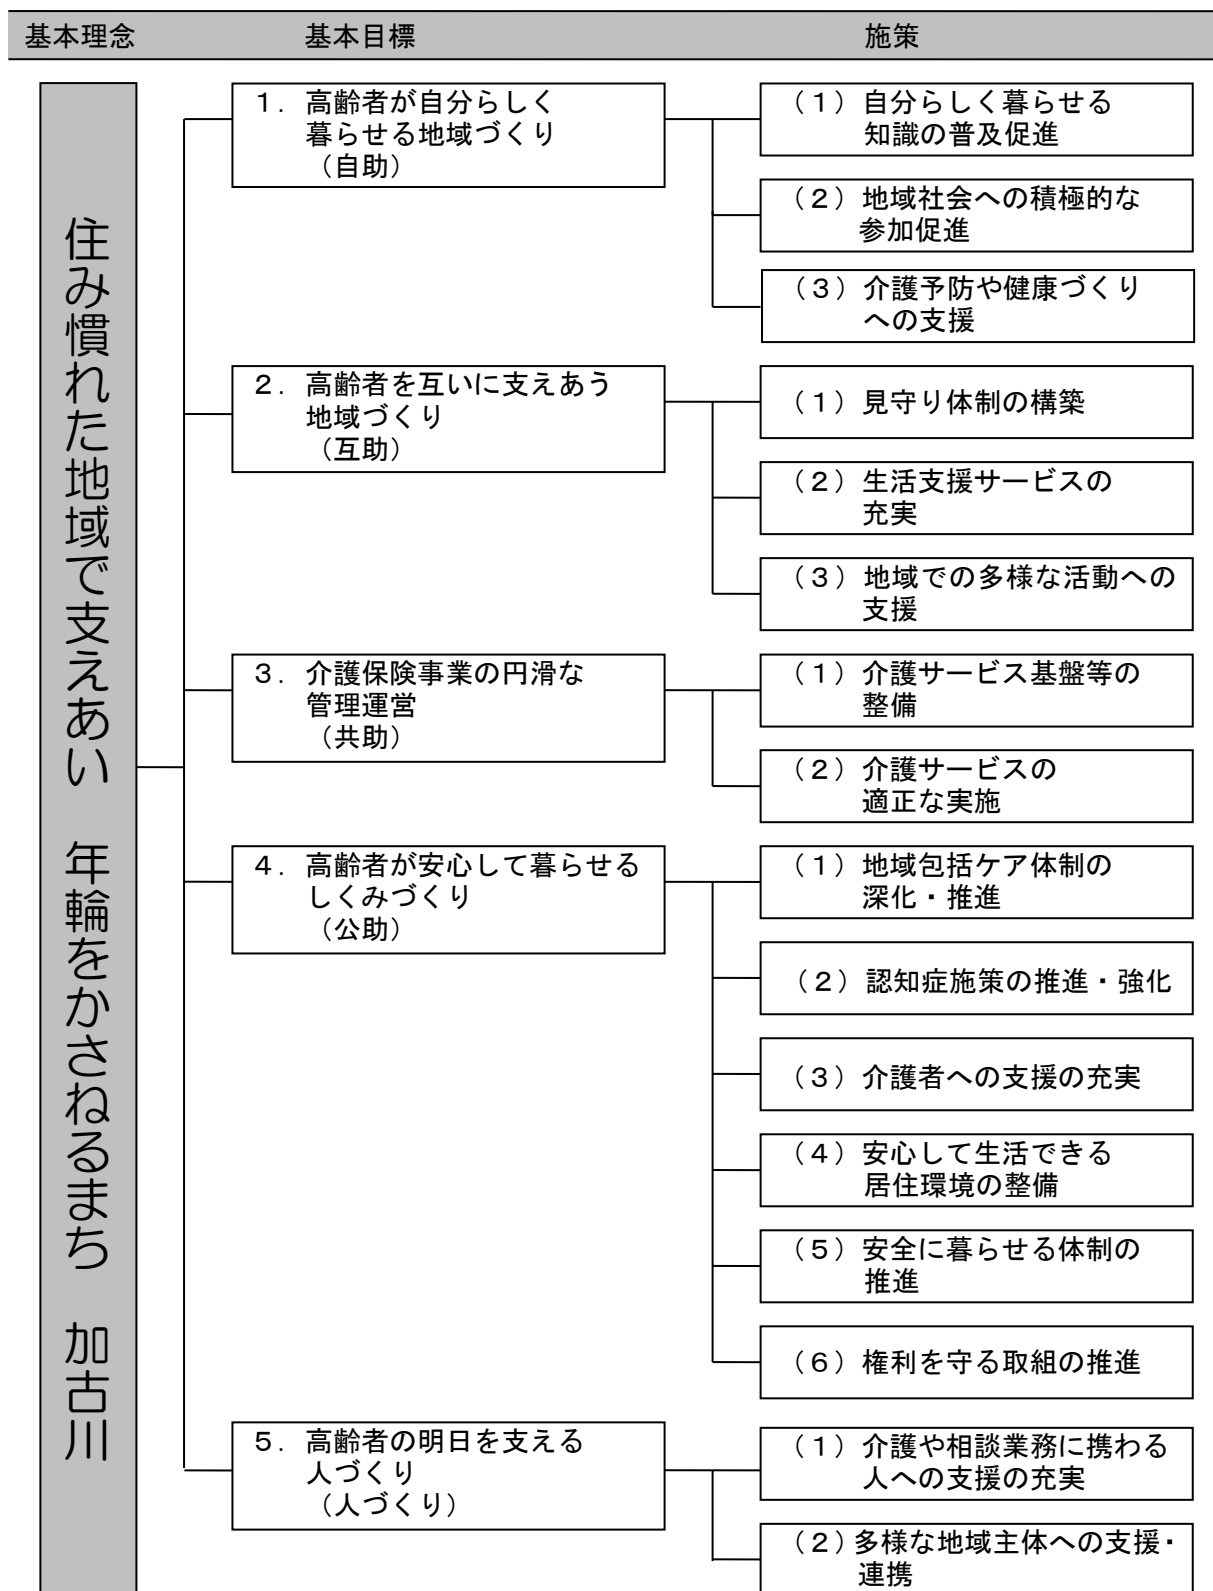 基本理念 基本目標 施策
住み慣れた地域で支えあい 年輪をかさねるまち 加古川
1．高齢者が自分らしく
暮らせる地域づくり
（自助）
（1）自分らしく暮らせる
知識の普及促進
（2）地域社会への積極的な
参加促進
（3）介護予防や健康づくり
への支援
2．高齢者を互いに支えあう
地域づくり
（互助）
（1）見守り体制の構築
（2）生活支援サービスの
充実
（3）地域での多様な活動への
支援
3．介護保険事業の円滑な
管理運営
（共助）
（1）介護サービス基盤等の
整備
（2）介護サービスの
適正な実施
4．高齢者が安心して暮らせる
しくみづくり
（公助）
（1）地域包括ケア体制の
深化・推進
（2）認知症施策の推進・強化
（3）介護者への支援の充実
（4）安心して生活できる
居住環境の整備
（5）安全に暮らせる体制の
推進
（6）権利を守る取組の推進
5．高齢者の明日を支える
人づくり
（人づくり）
（1）介護や相談業務に携わる
人への支援の充実
（2）多様な地域主体への支援・
連携